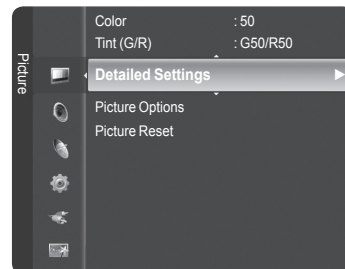 Picture
Color : 50
Tint (G/R) : G50/R50
Detailed Settings
Picture Options
Picture Reset